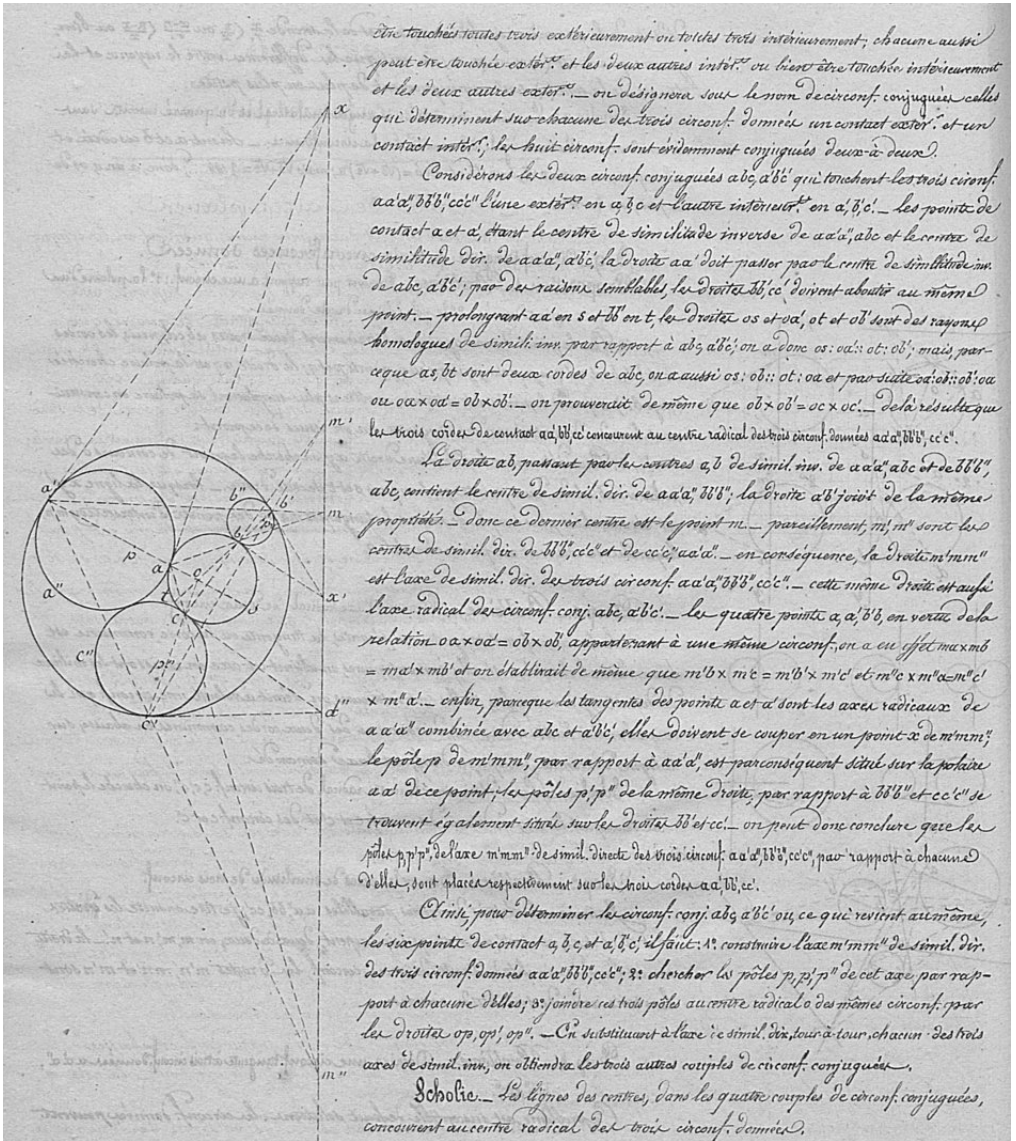 être touchées toutes trois extérieurement ou toutes trois intérieurement; chacune aussi
peut être touchée extér.t et les deux autres intér.t ou bien être touchée intérieurement
et les deux autres extér.t — on désignera sous le nom de circonf. conjuguées celles
qui déterminent sur chacune des trois circonf. données un contact extér.r et un
contact intér.r; les huit circonf. sont évidemment conjuguées deux-à-deux.
Considérons les deux circonf. conjuguées abc, a'b'c' qui touchent les trois circonf.
aa'a", bb'b", cc'c" l'une extér.t en a, b, c et l'autre intérieur.t en a', b', c'. — les points de
contact a et a', étant le centre de similitude inverse de aa'a", abc et le centre de
similitude dir. de aa'a", a'b'c', la droite aa' doit passer par le centre de similitude inv.
de abc, a'b'c'; par des raisons semblables, les droites bb', cc' doivent aboutir au même
point. — prolongeant aa' en s et bb' en t, les droites os et oa', ot et ob' sont des rayons
homologues de simili. inv. par rapport à abc, a'b'c'; on a donc os : oa' :: ot : ob'; mais, par-
ceque as, bt sont deux cordes de abc, on a aussi os : ob :: ot : oa et par suite oa' : ob :: ob' : oa
ou oa × oa' = ob × ob'. — on prouverait de même que ob × ob' = oc × oc'. — delà résulte que
les trois cordes de contact aa', bb', cc' concourent au centre radical des trois circonf. données aa'a", bb'b", cc'c".
La droite ab, passant par les centres a, b de simil. inv. de aa'a", abc et de bb'b",
abc, contient le centre de simil. dir. de aa'a", bb'b"; la droite a'b' jouit de la même
propriété. — donc ce dernier centre est le point m. — pareillement, m', m" sont les
centres de simil. dir. de bb'b", cc'c" et de cc'c", aa'a" — en conséquence, la droite m'mm"
est l'axe de simil. dir. des trois circonf. aa'a", bb'b", cc'c". — cette même droite est aussi
l'axe radical des circonf. conj. abc, a'b'c'. — les quatre points a, a', b', b, en vertu de la
relation oa × oa' = ob × ob', appartenant à une même circonf., on a en effet ma × mb
= ma' × mb' et on établirait de même que m'b × m'c = m'b' × m'c' et m"c × m"a = m"c'
× m"a'. — enfin, parceque les tangentes des points a et a' sont les axes radicaux de
aa'a" combinée avec abc et a'b'c', elles doivent se couper en un point x de m'mm";
le pôle p de m'mm", par rapport à aa'a", est parconséquent situé sur la polaire
aa' de ce point; les pôles p', p" de la même droite, par rapport à bb'b" et cc'c" se
trouvent également situés sur les droites bb' et cc'. — on peut donc conclure que les
pôles p, p', p", de l'axe m'mm" de simil. directe des trois circonf. aa'a", bb'b", cc'c", par rapport à chacune
d'elles, sont placés respectivement sur les trois cordes aa', bb', cc'.
Ainsi, pour déterminer les circonf. conj. abc, a'b'c' ou, ce qui revient au même,
les six points de contact a, b, c, et a', b', c', il faut: 1º construire l'axe m'mm" de simil. dir.
des trois circonf. données aa'a", bb'b", cc'c"; 2º chercher les pôles p, p', p" de cet axe, par rap-
port à chacune d'elles; 3º joindre ces trois pôles au centre radical o des mêmes circonf. par
les droites op, op', op". — En substituant à l'axe de simil. dir., tour-à-tour, chacun des trois
axes de simil. inv., on obtiendra les trois autres couples de circonf. conjuguées.
Scholie. — Les lignes des centres, dans les quatre couples de circonf. conjuguées,
concourent au centre radical des trois circonf. données.
x
m'
a'
b"
b'
m
b
p'
p
a
o
a"
x'
t
s
c
c"
p"
c'
x"
m"